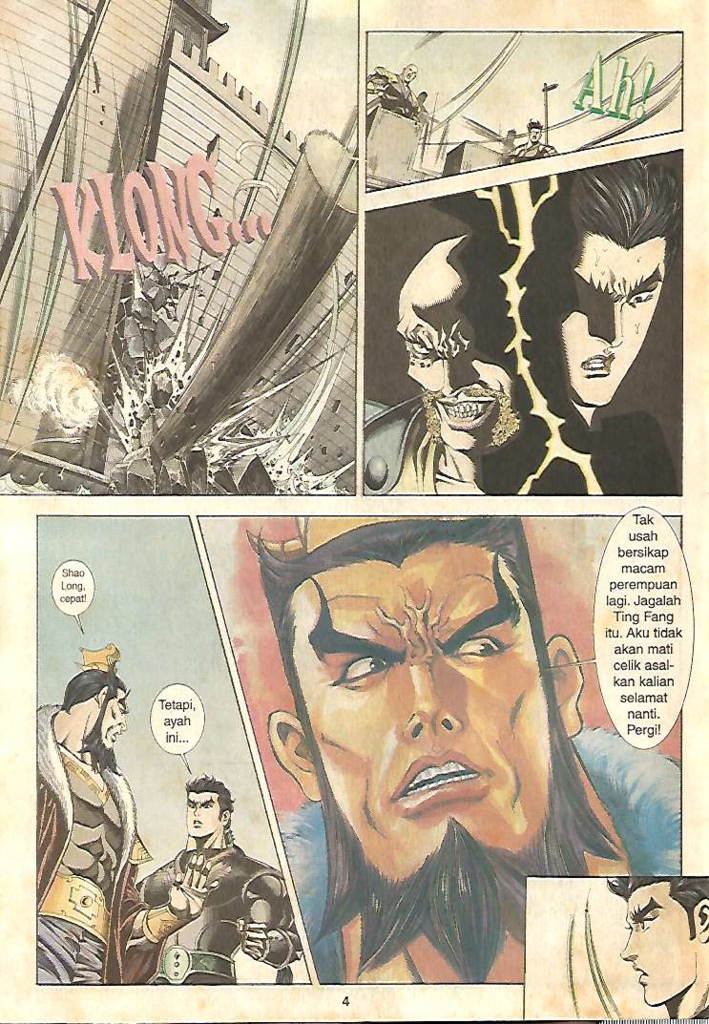 KLONG...
Ah!
Shao
Long,
cepat!
Tetapi,
ayah
ini...
Tak
usah
bersikap
macam
perempuan
lagi. Jagalah
Ting Fang
itu. Aku tidak
akan mati
celik asal-
kan kalian
selamat
nanti.
Pergi!
4